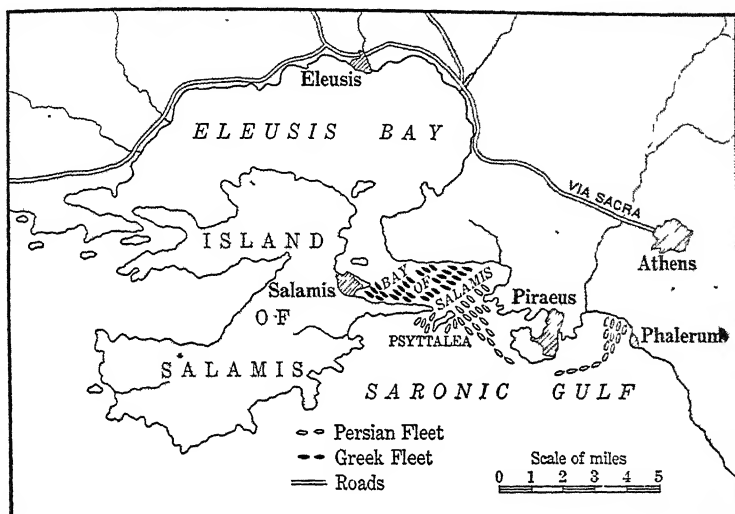 Eleusis
ELEUSIS BAY
VIA SACRA
ISLAND
Athens
BAY
OF
SALAMIS
Salamis
Piraeus
OF
PSYTTALEA
Phalerum
SALAMIS
SARONIC GULF
Persian Fleet
Greek Fleet
Roads
Scale of miles
0 1 2 3 4 5